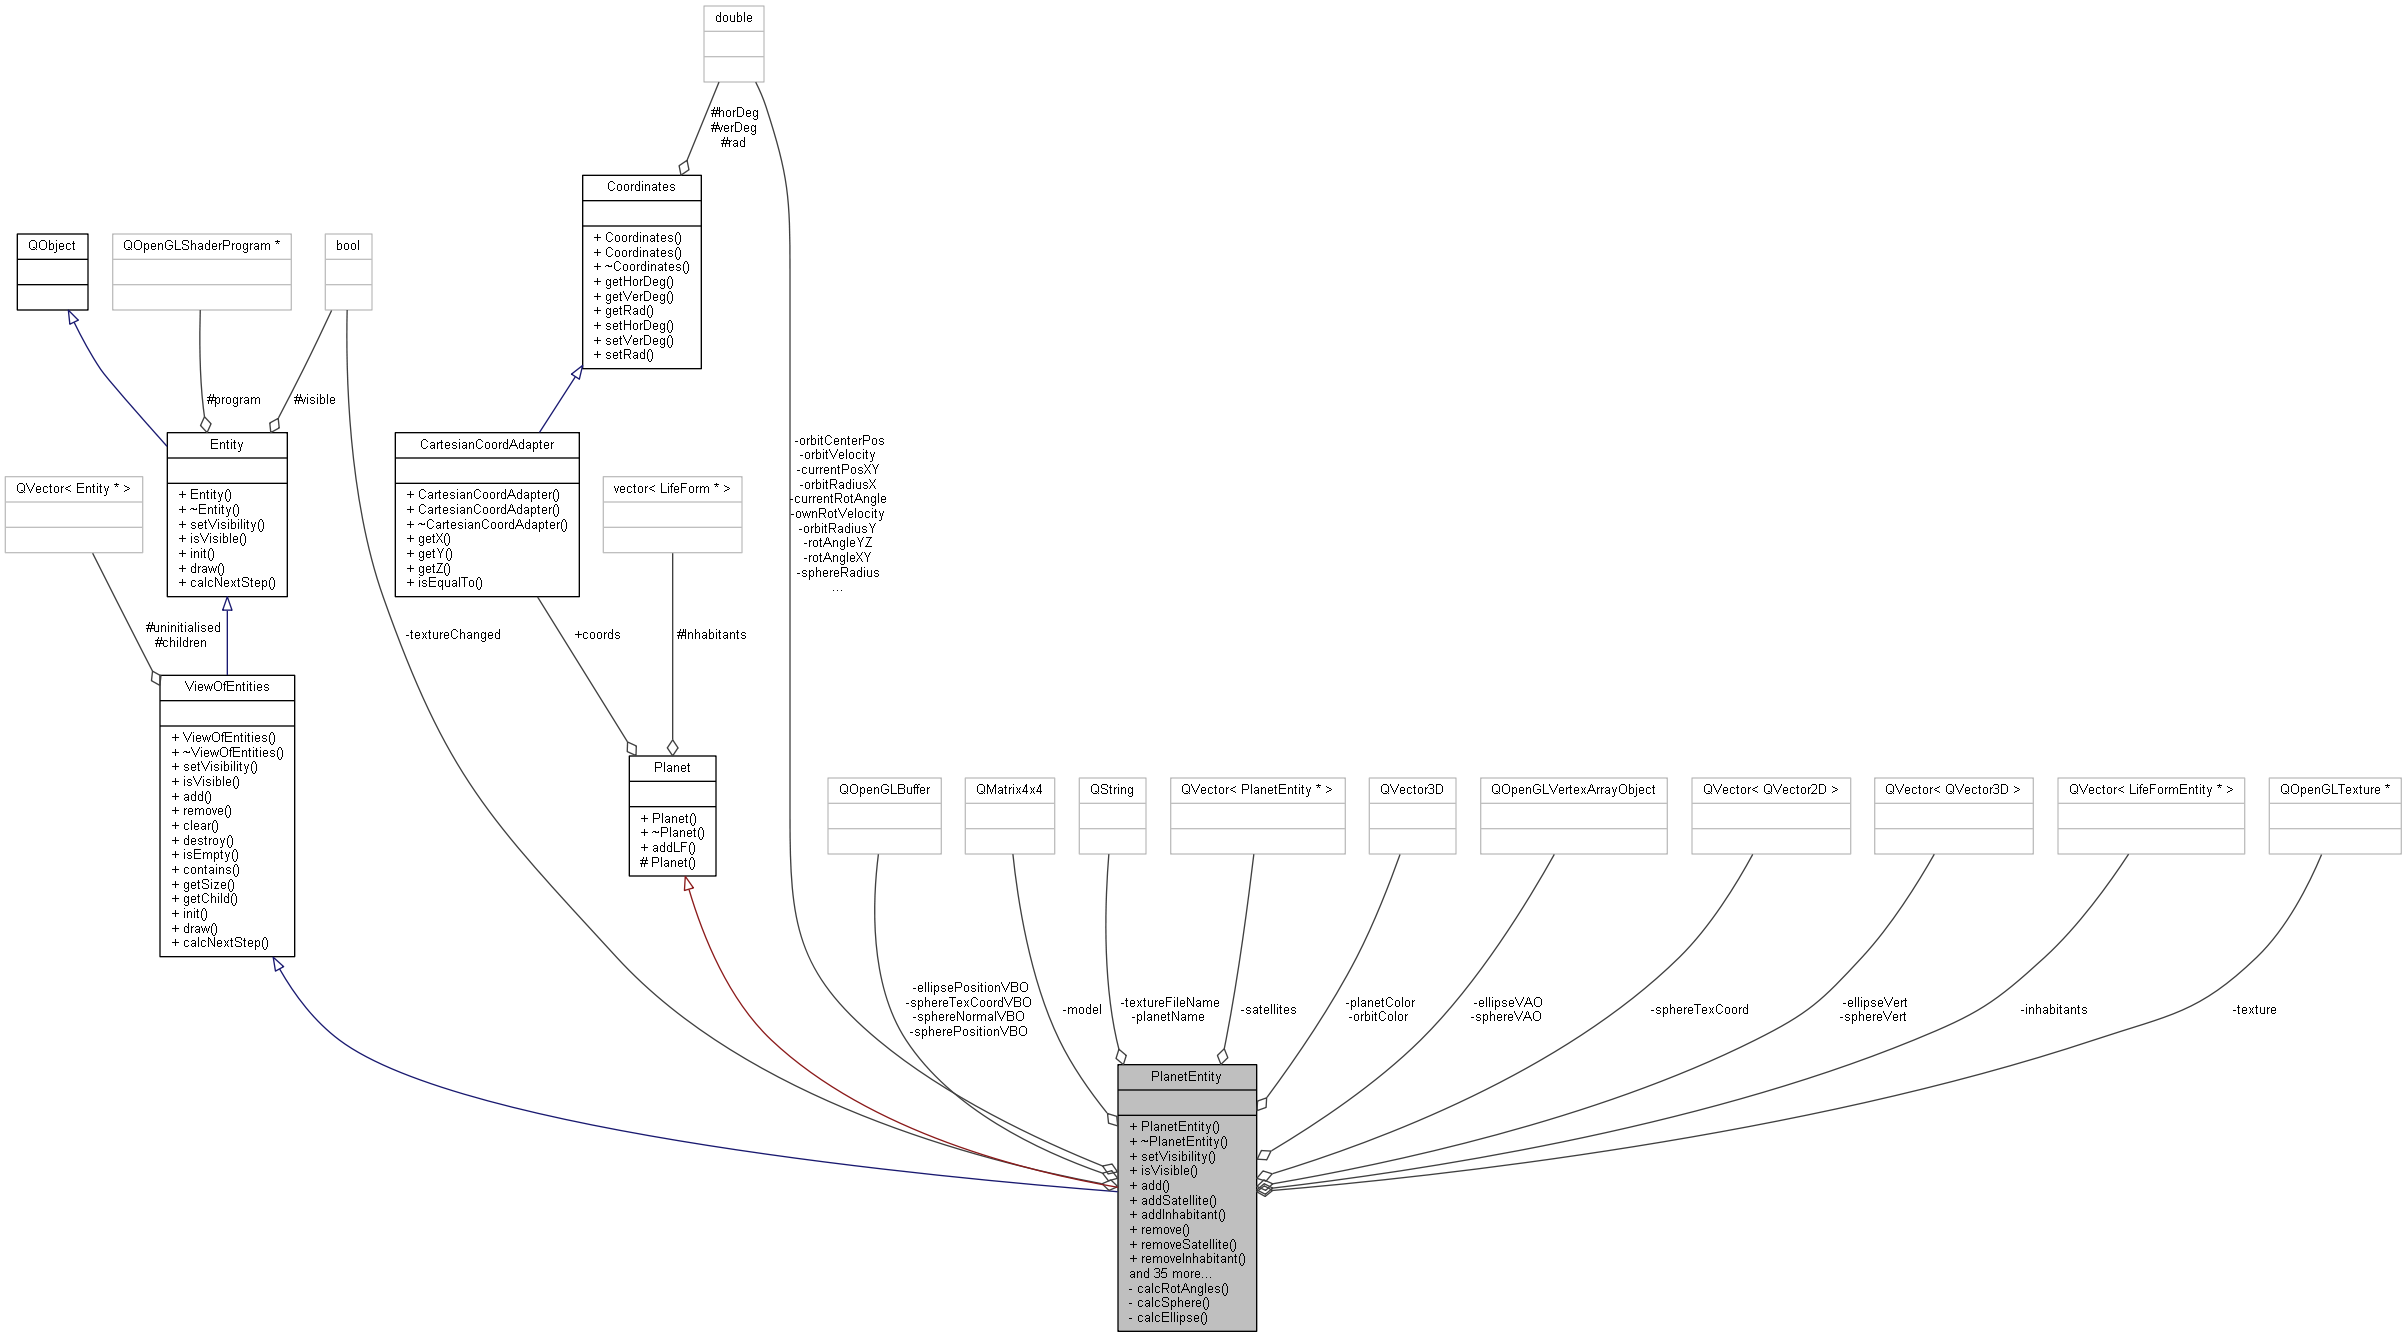 double
#horDeg
#verDeg
#rad
Coordinates
+ Coordinates()
+ Coordinates()
+ ~Coordinates()
+ getHorDeg()
+ getVerDeg()
+ getRad()
+ setHorDeg()
+ setVerDeg()
+ setRad()
QObject
QOpenGLShaderProgram *
bool
#program
#visible
Entity
+ Entity()
+ ~Entity()
+ setVisibility()
+ isVisible()
+ init()
+ draw()
+ calcNextStep()
CartesianCoordAdapter
+ CartesianCoordAdapter()
+ CartesianCoordAdapter()
+ ~CartesianCoordAdapter()
+ getX()
+ getY()
+ getZ()
+ isEqualTo()
QVector< Entity * >
vector< LifeForm * >
-orbitCenterPos
-orbitVelocity
-currentPosXY
-orbitRadiusX
-currentRotAngle
-ownRotVelocity
-orbitRadiusY
-rotAngleYZ
-rotAngleXY
-sphereRadius
...
#uninitialised
#children
-textureChanged
+coords
#Inhabitants
ViewOfEntities
+ ViewOfEntities()
+ ~ViewOfEntities()
+ setVisibility()
+ isVisible()
+ add()
+ remove()
+ clear()
+ destroy()
+ isEmpty()
+ contains()
+ getSize()
+ getChild()
+ init()
+ draw()
+ calcNextStep()
Planet
+ Planet()
+ ~Planet()
+ addLF()
# Planet()
QOpenGLBuffer
QMatrix4x4
QString
QVector< PlanetEntity * >
QVector3D
QOpenGLVertexArrayObject
QVector< QVector2D >
QVector< QVector3D >
QVector< LifeFormEntity * >
QOpenGLTexture *
-ellipsePositionVBO
-sphereTexCoordVBO
-sphereNormalVBO
-spherePositionVBO
-model
-textureFileName
-planetName
-satellites
-planetColor
-orbitColor
-ellipseVAO
-sphereVAO
-sphereTexCoord
-ellipseVert
-sphereVert
-inhabitants
-texture
PlanetEntity
+ PlanetEntity()
+ ~PlanetEntity()
+ setVisibility()
+ isVisible()
+ add()
+ addSatellite()
+ addInhabitant()
+ remove()
+ removeSatellite()
+ removeInhabitant()
and 35 more...
- calcRotAngles()
- calcSphere()
- calcEllipse()